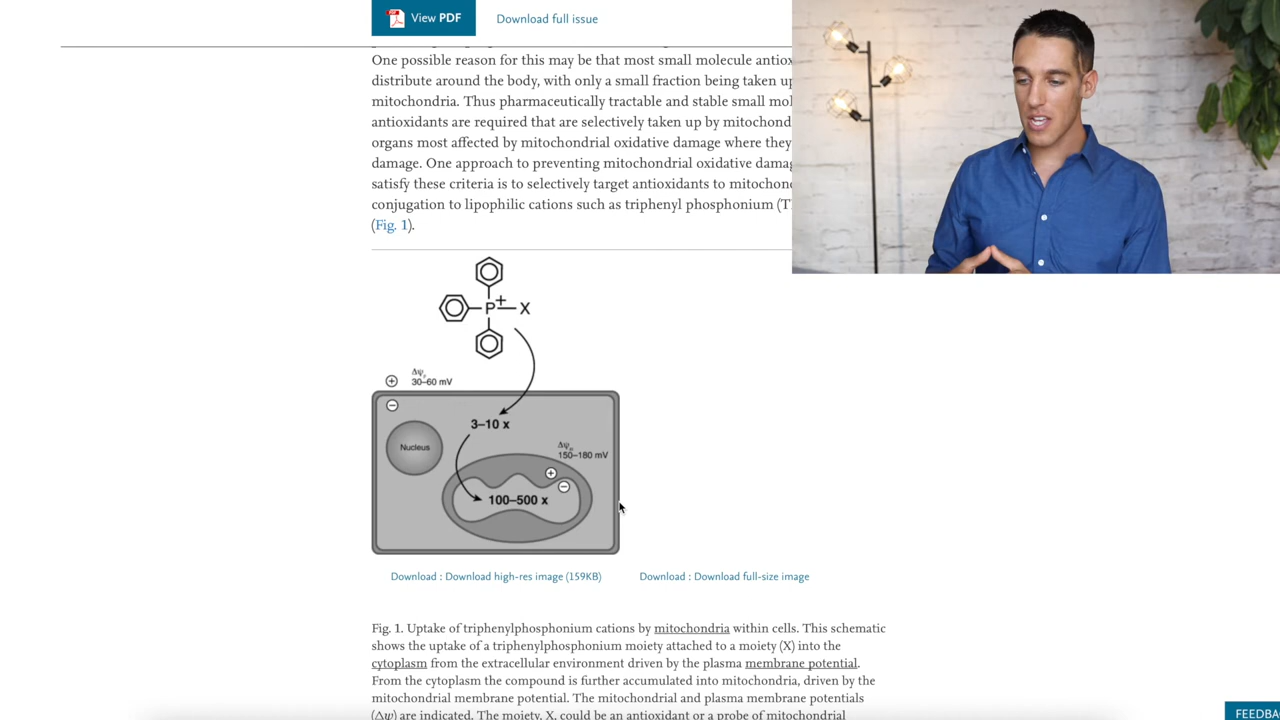 View PDF
Download full issue
One possible reason for this may be that most small molecule antiox
distribute around the body, with only a small fraction being taken up
mitochondria. Thus pharmaceutically tractable and stable small mol
antioxidants are required that are selectively taken up by mitochond
organs most affected by mitochondrial oxidative damage where they
damage. One approach to preventing mitochondrial oxidative damag
satisfy these criteria is to selectively target antioxidants to mitochon
conjugation to lipophilic cations such as triphenyl phosphonium (T
(Fig. 1).
P+
X
Δψp
30–60 mV
+
−
3–10 x
Nucleus
Δψm
150–180 mV
+
−
100–500 x
Download : Download high-res image (159KB)
Download : Download full-size image
Fig. 1. Uptake of triphenylphosphonium cations by mitochondria within cells. This schematic
shows the uptake of a triphenylphosphonium moiety attached to a moiety (X) into the
cytoplasm from the extracellular environment driven by the plasma membrane potential.
From the cytoplasm the compound is further accumulated into mitochondria, driven by the
mitochondrial membrane potential. The mitochondrial and plasma membrane potentials
(Δψ) are indicated. The moiety, X, could be an antioxidant or a probe of mitochondrial
FEEDBA